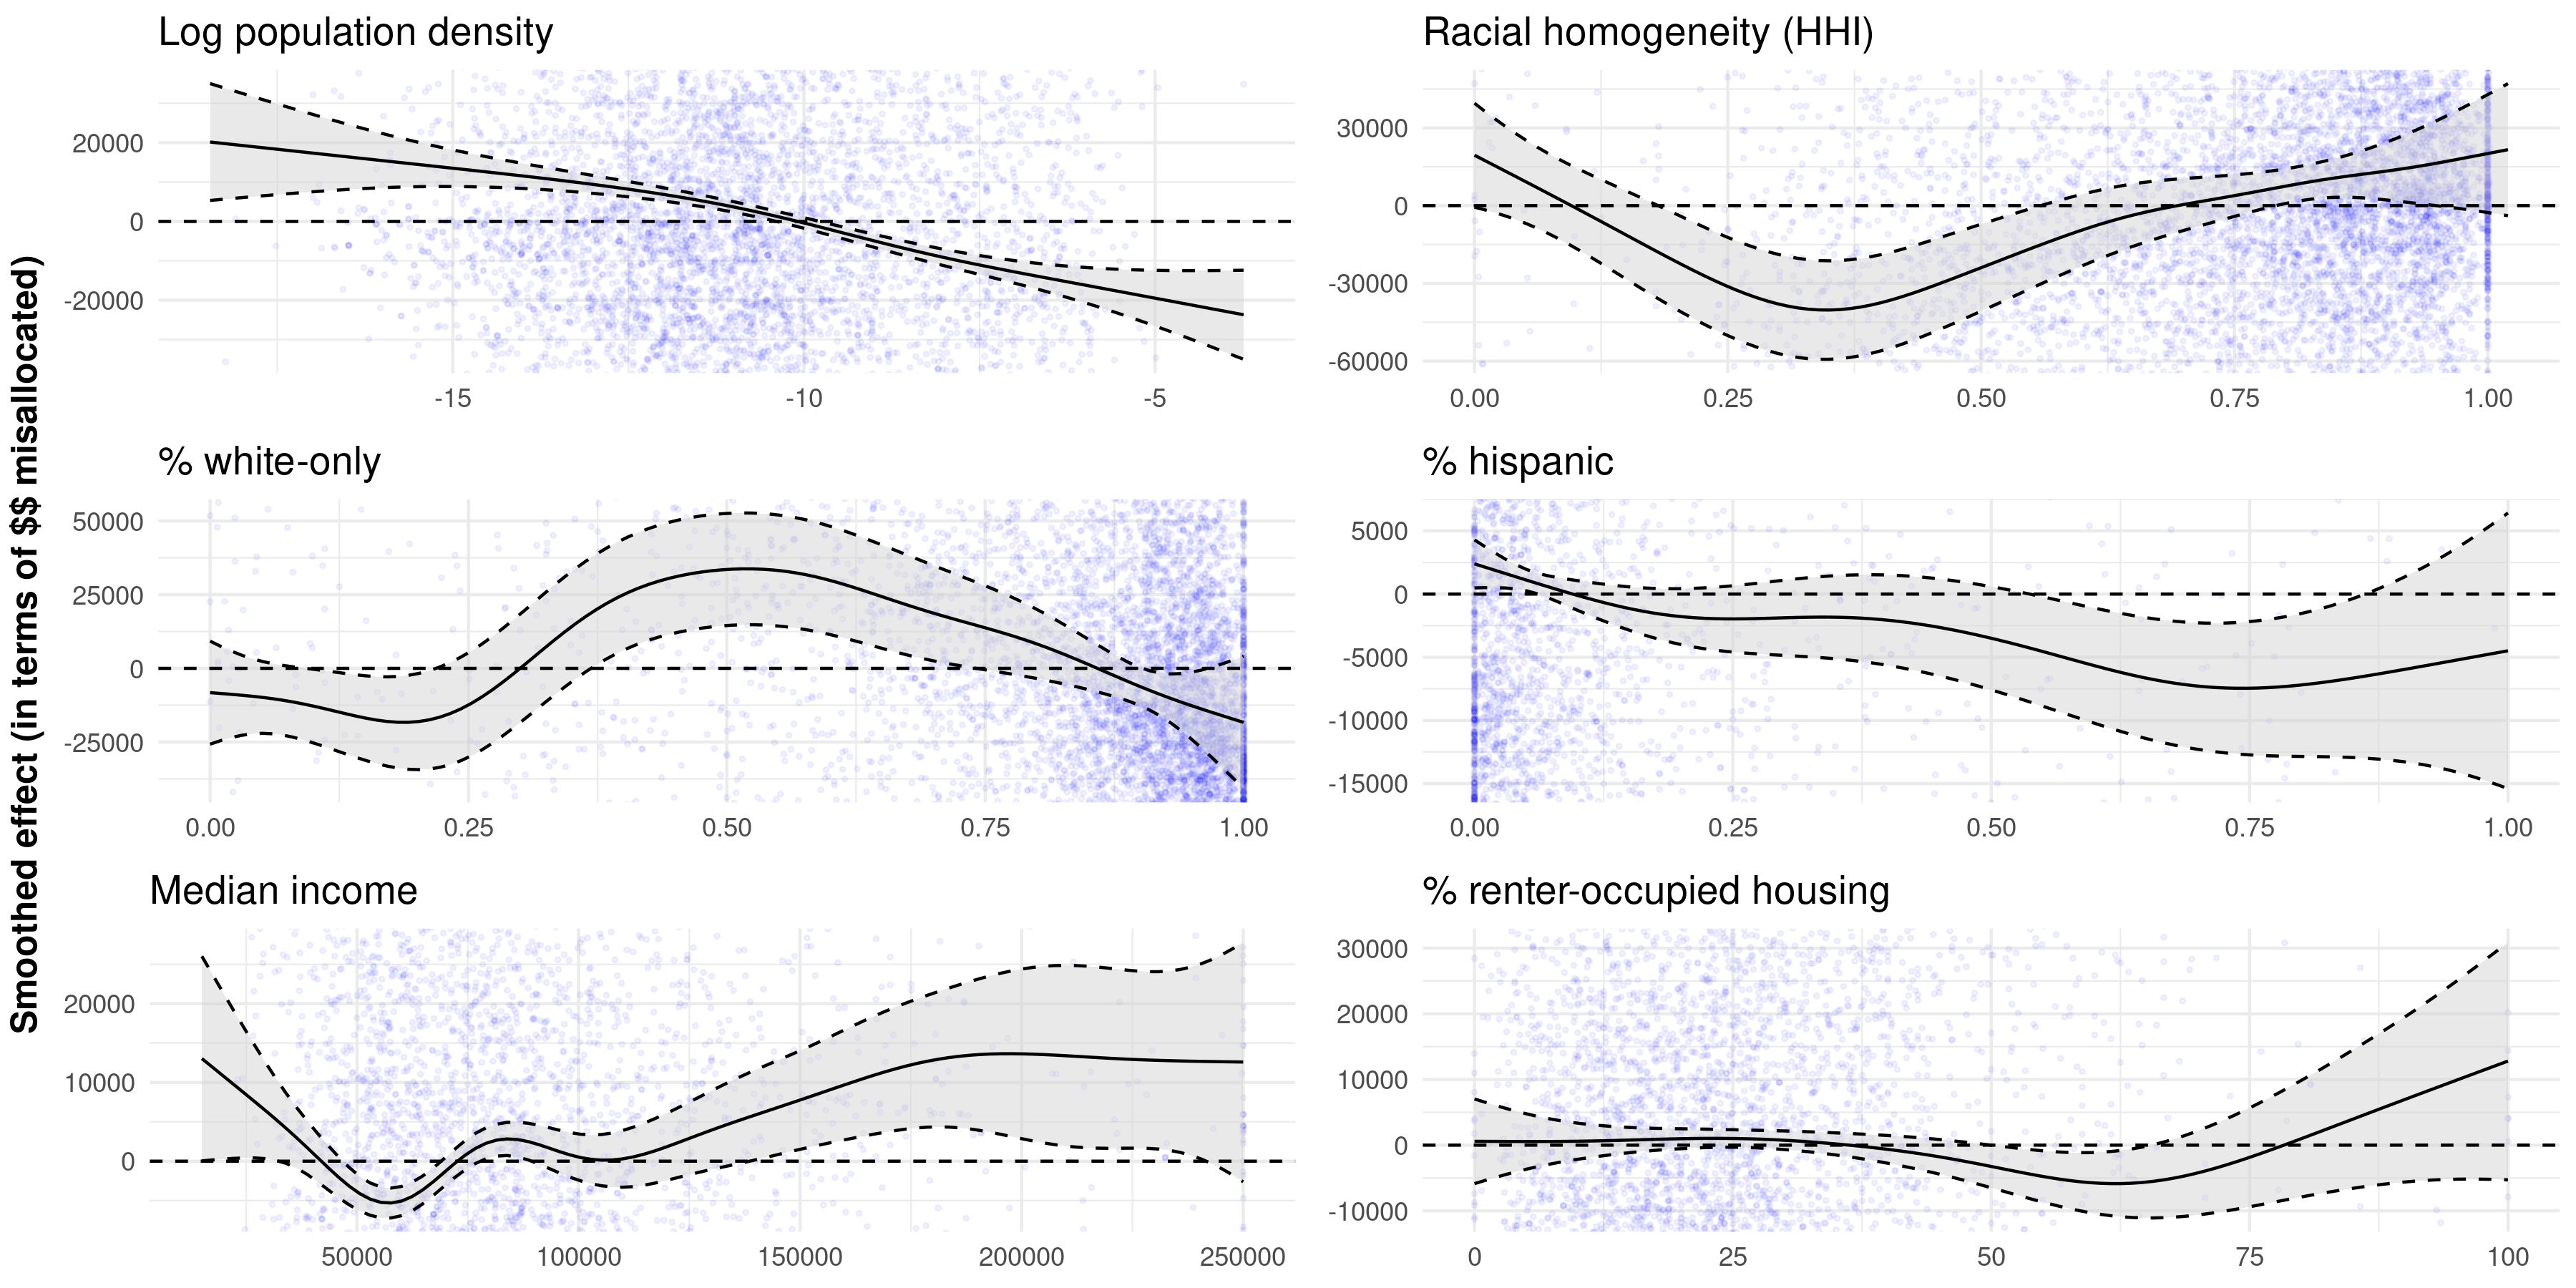 Smoothed effect (in terms of $$ misallocated)
Log population density
20000
0
-20000
-15 -10 -5
Racial homogeneity (HHI)
30000
0
-30000
-60000
0.00 0.25 0.50 0.75 1.00
% white-only
50000
25000
0
-25000
0.00 0.25 0.50 0.75 1.00
% hispanic
5000
0
-5000
-10000
-15000
0.00 0.25 0.50 0.75 1.00
Median income
20000
10000
0
50000 100000 150000 200000 250000
% renter-occupied housing
30000
20000
10000
0
-10000
0 25 50 75 100